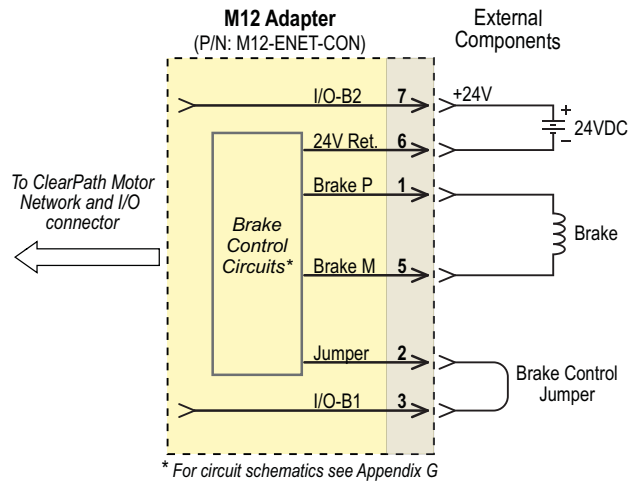 M12 Adapter
(P/N: M12-ENET-CON)
External
Components
I/O-B2 7 +24V
+
24VDC
–
24V Ret. 6
To ClearPath Motor
Network and I/O
connector
Brake P 1
Brake
Control
Circuits*
Brake
Brake M 5
Jumper 2
Brake Control
Jumper
I/O-B1 3
* For circuit schematics see Appendix G